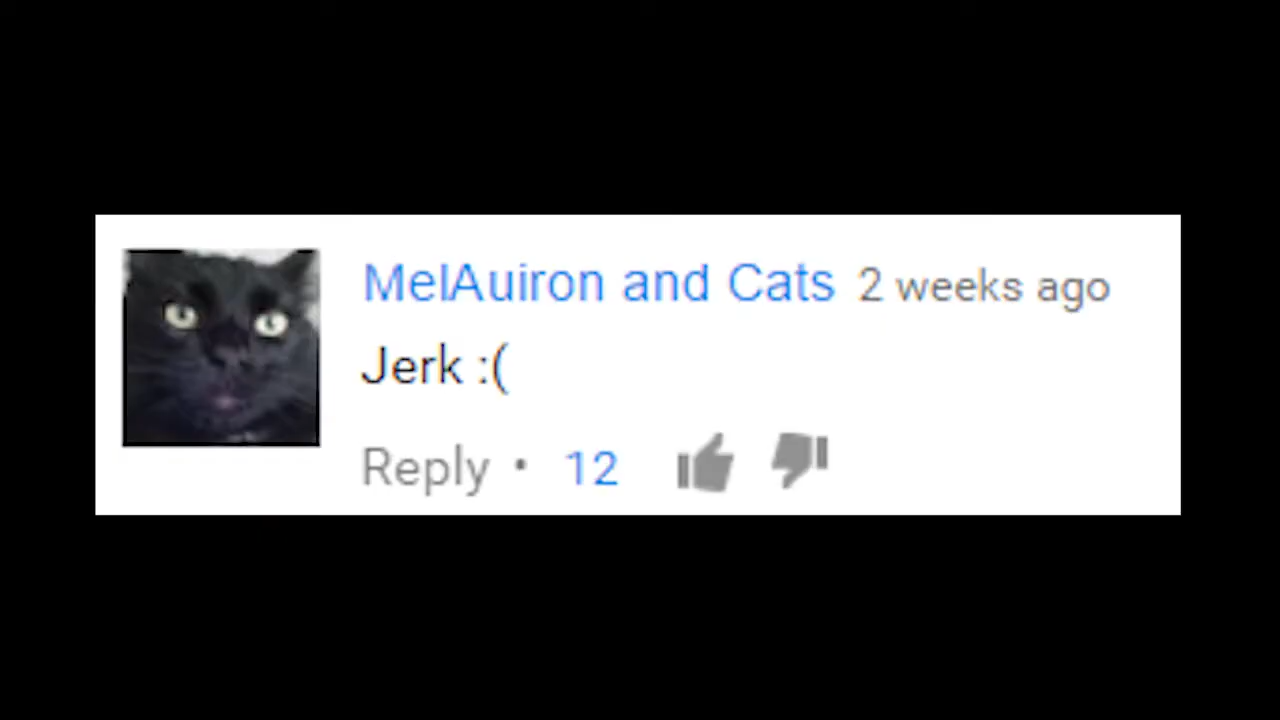 MelAuiron and Cats 2 weeks ago
Jerk :(
Reply • 12